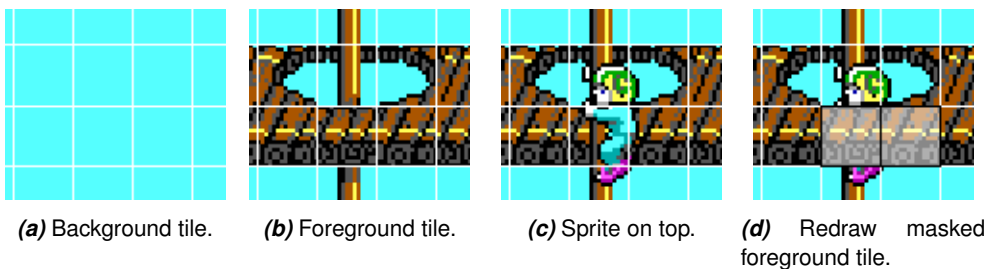 (a) Background tile.
(b) Foreground tile.
(c) Sprite on top.
(d) Redraw masked
foreground tile.